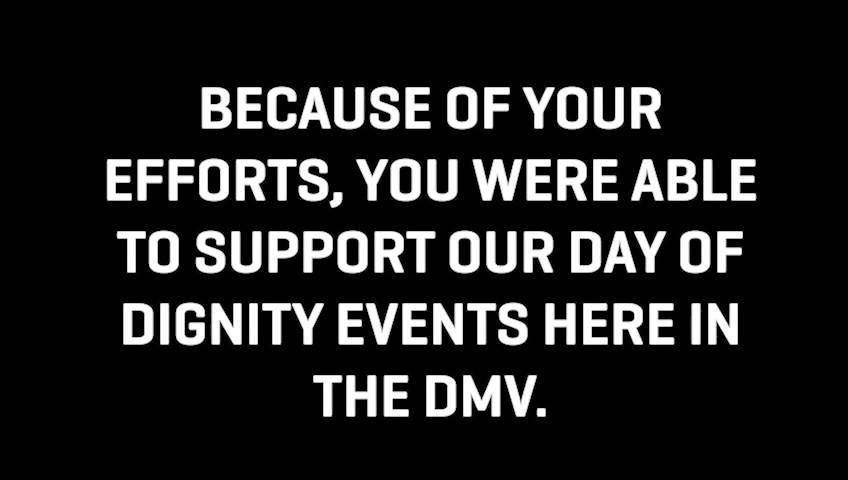 BECAUSE OF YOUR
EFFORTS, YOU WERE ABLE
TO SUPPORT OUR DAY OF
DIGNITY EVENTS HERE IN
THE DMV.